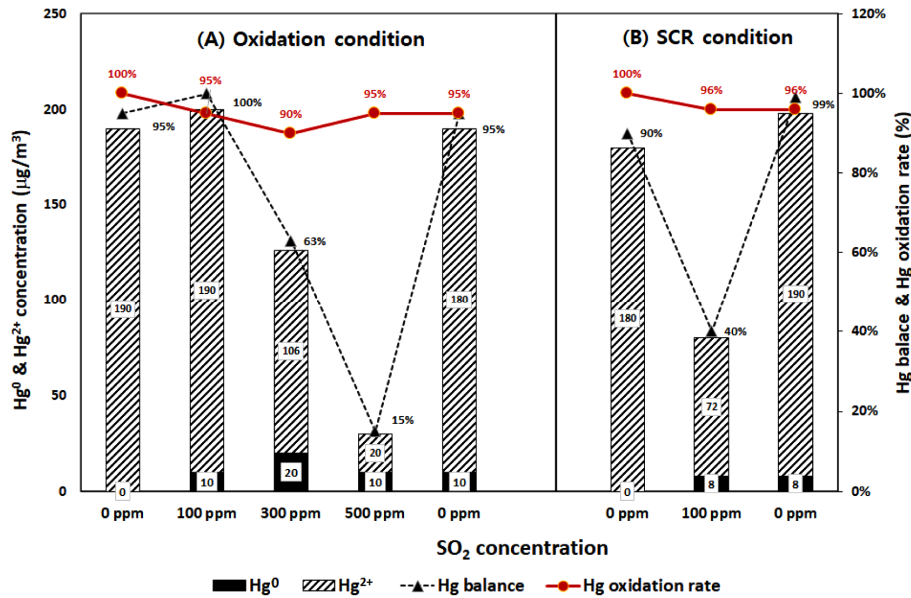 (A) Oxidation condition
(B) SCR condition
Hg⁰ & Hg²⁺ concentration (μg/m³)
250
200
150
100
50
0
120%
100%
80%
60%
40%
20%
0%
Hg balace & Hg oxidation rate (%)
100%
95%
90%
95%
95%
100%
96%
96%
95%
100%
63%
15%
95%
90%
40%
99%
190
190
106
20
180
180
72
190
0
10
20
10
10
0
8
8
0 ppm
100 ppm
300 ppm
500 ppm
0 ppm
0 ppm
100 ppm
0 ppm
SO₂ concentration
Hg⁰
Hg²⁺
Hg balance
Hg oxidation rate